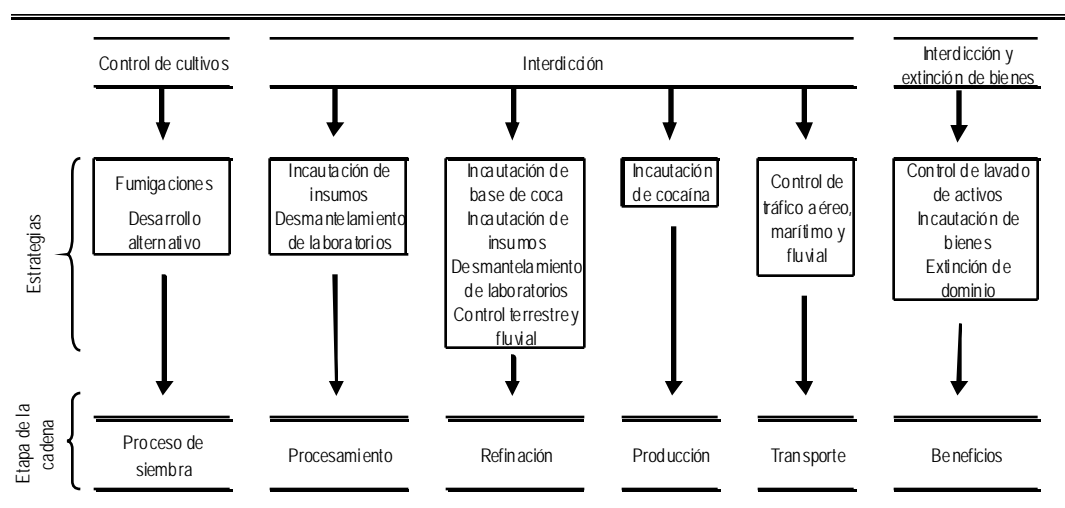 Control de cultivos
Interdicción
Interdicción y
extinción de bienes
Estrategias
Fumigaciones
Desarrollo
alternativo
Incautación de
insumos
Desmantelamiento
de laboratorios
Incautación de
base de coca
Incautación de
insumos
Desmantelamiento
de laboratorios
Control terrestre y
fluvial
Incautación
de cocaína
Control de
tráfico aéreo,
marítimo y
fluvial
Control de lavado
de activos
Incautación de
bienes
Extinción de
dominio
Etapa de la
cadena
Proceso de
siembra
Procesamiento
Refinación
Producción
Transporte
Beneficios